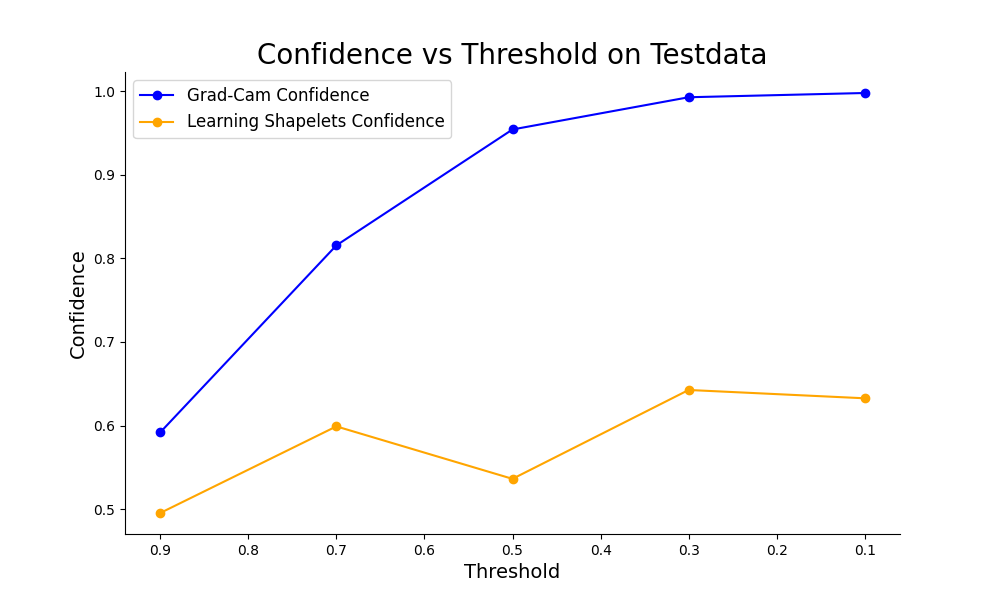 Confidence vs Threshold on Testdata
Grad-Cam Confidence
Learning Shapelets Confidence
Confidence
1.0
0.9
0.8
0.7
0.6
0.5
0.9 0.8 0.7 0.6 0.5 0.4 0.3 0.2 0.1
Threshold